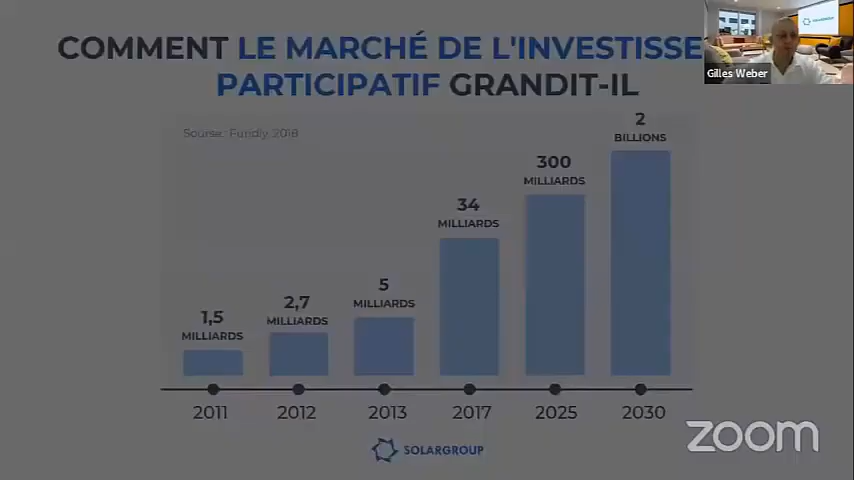 COMMENT LE MARCHÉ DE L'INVESTISSE
PARTICIPATIF GRANDIT-IL
Gilles Weber
Sourse: Fundly, 2018
1,5
MILLIARDS
2,7
MILLIARDS
5
MILLIARDS
34
MILLIARDS
300
MILLIARDS
2
BILLIONS
2011 2012 2013 2017 2025 2030
SOLARGROUP
zoom